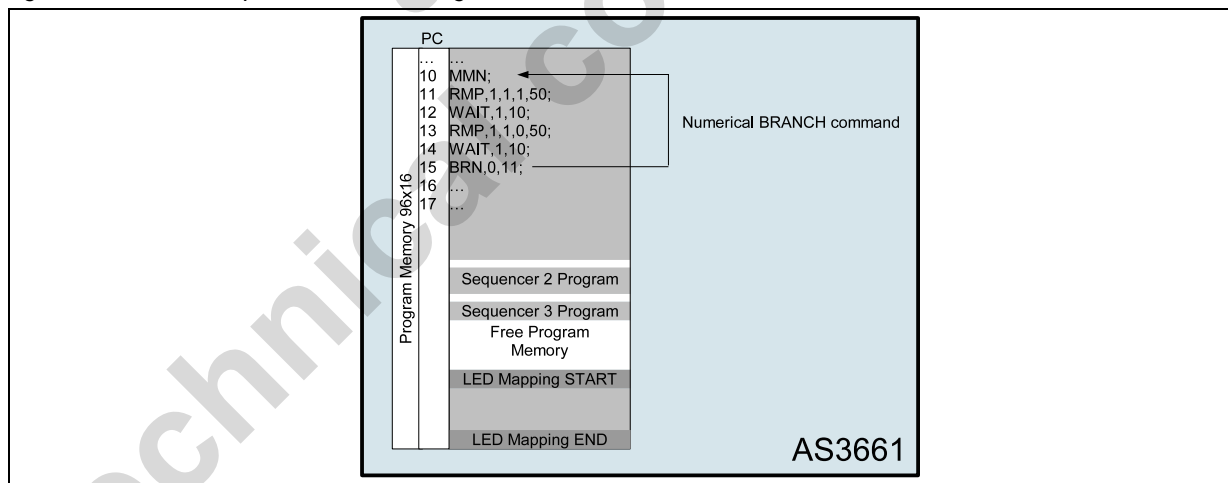 PC
... ...
10 MMN;
11 RMP,1,1,1,50;
12 WAIT,1,10;
13 RMP,1,1,0,50;
14 WAIT,1,10;
15 BRN,0,11;
16 ...
17 ...
Numerical BRANCH command
Program Memory 96x16
Sequencer 2 Program
Sequencer 3 Program
Free Program
Memory
LED Mapping START
LED Mapping END
AS3661